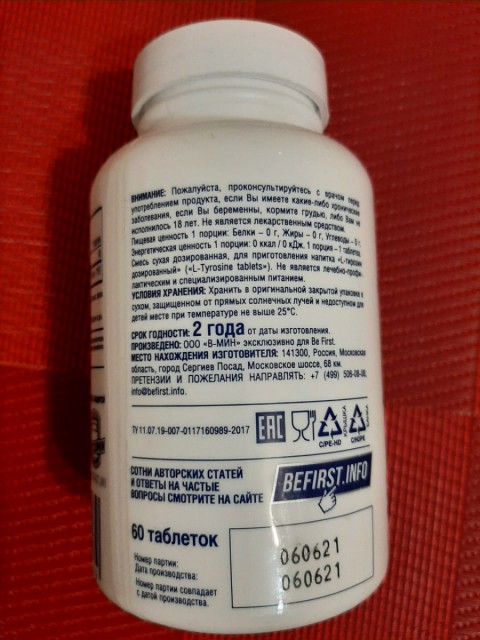 ВНИМАНИЕ: Пожалуйста, проконсультируйтесь с врачом перед
употреблением продукта, если Вы имеете какие-либо хронические
заболевания, если Вы беременны, кормите грудью, либо Вам не
исполнилось 18 лет. Не является лекарственным средством.
Пищевая ценность 1 порции: Белки – 0 г, Жиры – 0 г, Углеводы – 0 г.
Энергетическая ценность 1 порции: 0 ккал / 0 кДж. 1 порция - 1 таблетка.
Смесь сухая дозированная, для приготовления напитка «L-тирозин
дозированный» («L-Tyrosine tablets»). Не является лечебно-профи-
лактическим и специализированным питанием.
УСЛОВИЯ ХРАНЕНИЯ: Хранить в оригинальной закрытой упаковке в
сухом, защищенном от прямых солнечных лучей и недоступном для
детей месте при температуре не выше 25°С.
СРОК ГОДНОСТИ: 2 года от даты изготовления.
ПРОИЗВЕДЕНО: ООО «В-МИН» эксклюзивно для Be First.
МЕСТО НАХОЖДЕНИЯ ИЗГОТОВИТЕЛЯ: 141300, Россия, Московская
область, город Сергиев Посад, Московское шоссе, 68 км.
ПРЕТЕНЗИИ И ПОЖЕЛАНИЯ НАПРАВЛЯТЬ: +7 (499)
info@befirst.info.
ТУ 11.07.19-007-0117160989-2017
EAC
C/PE-HD
КРЫШКА
C/HDPE
БАНКА
СОТНИ АВТОРСКИХ СТАТЕЙ
И ОТВЕТЫ НА ЧАСТЫЕ
ВОПРОСЫ СМОТРИТЕ НА САЙТЕ
BEFIRST.INFO
60 таблеток
Номер партии:
Дата производства:
Номер партии совпадает
с датой производства.
060621
060621